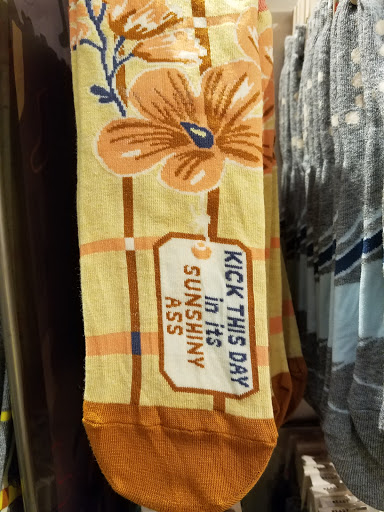 KICK THIS DAY
in its
SUNSHINY
ASS